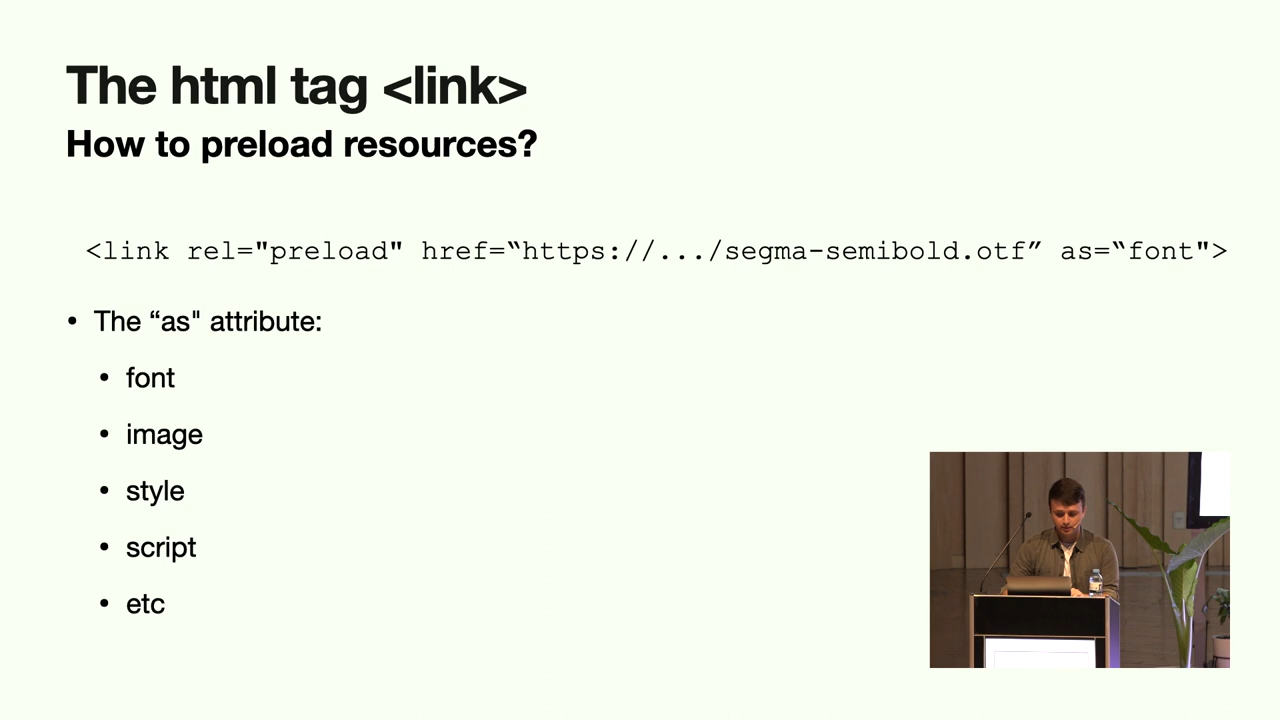 The html tag <link>
How to preload resources?
<link rel="preload" href=“https://.../segma-semibold.otf” as=“font">
• The “as" attribute:
• font
• image
• style
• script
• etc